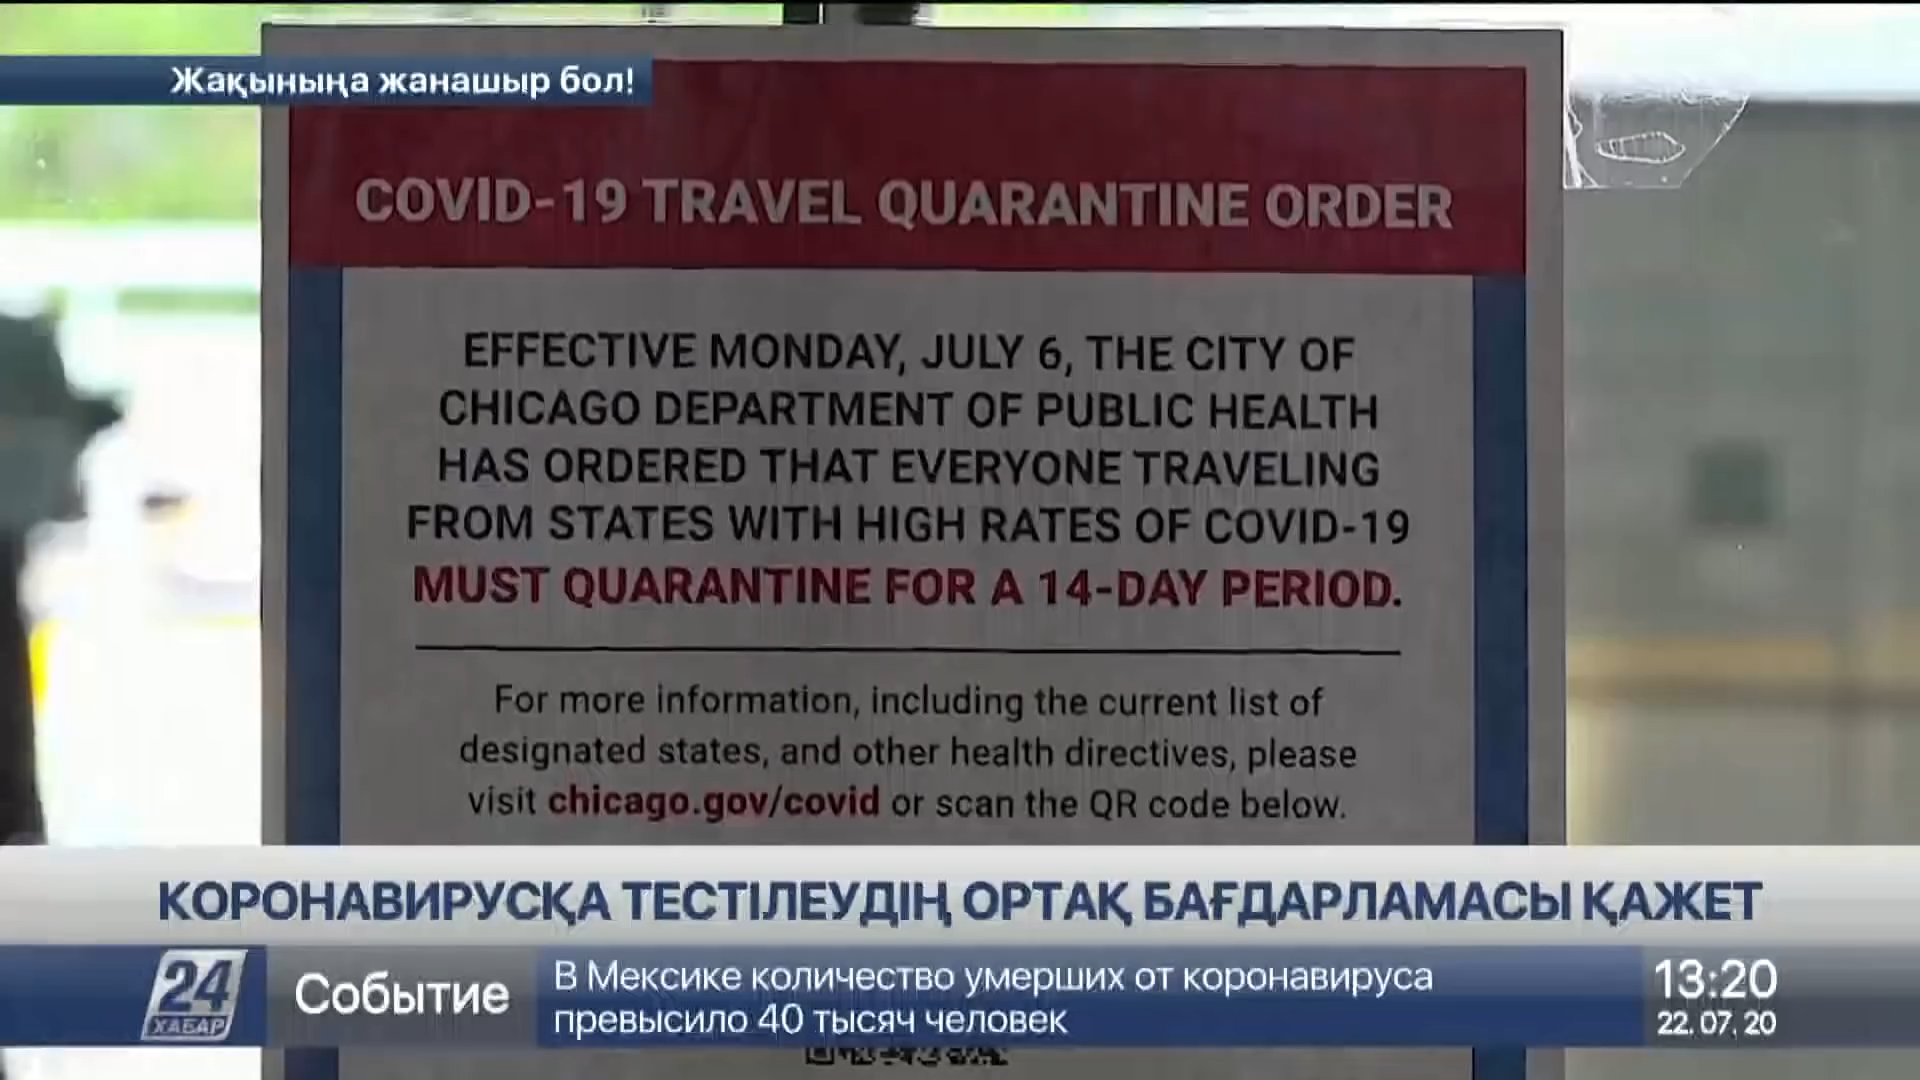 Жақыныңа жанашыр бол!
COVID-19 TRAVEL QUARANTINE ORDER
EFFECTIVE MONDAY, JULY 6, THE CITY OF
CHICAGO DEPARTMENT OF PUBLIC HEALTH
HAS ORDERED THAT EVERYONE TRAVELING
FROM STATES WITH HIGH RATES OF COVID-19
MUST QUARANTINE FOR A 14-DAY PERIOD.
For more information, including the current list of
designated states, and other health directives, please
visit chicago.gov/covid or scan the QR code below.
КОРОНАВИРУСҚА ТЕСТІЛЕУДІҢ ОРТАҚ БАҒДАРЛАМАСЫ ҚАЖЕТ
24
ХАБАР
Событие
В Мексике количество умерших от коронавируса
превысило 40 тысяч человек
13:20
22.07.20